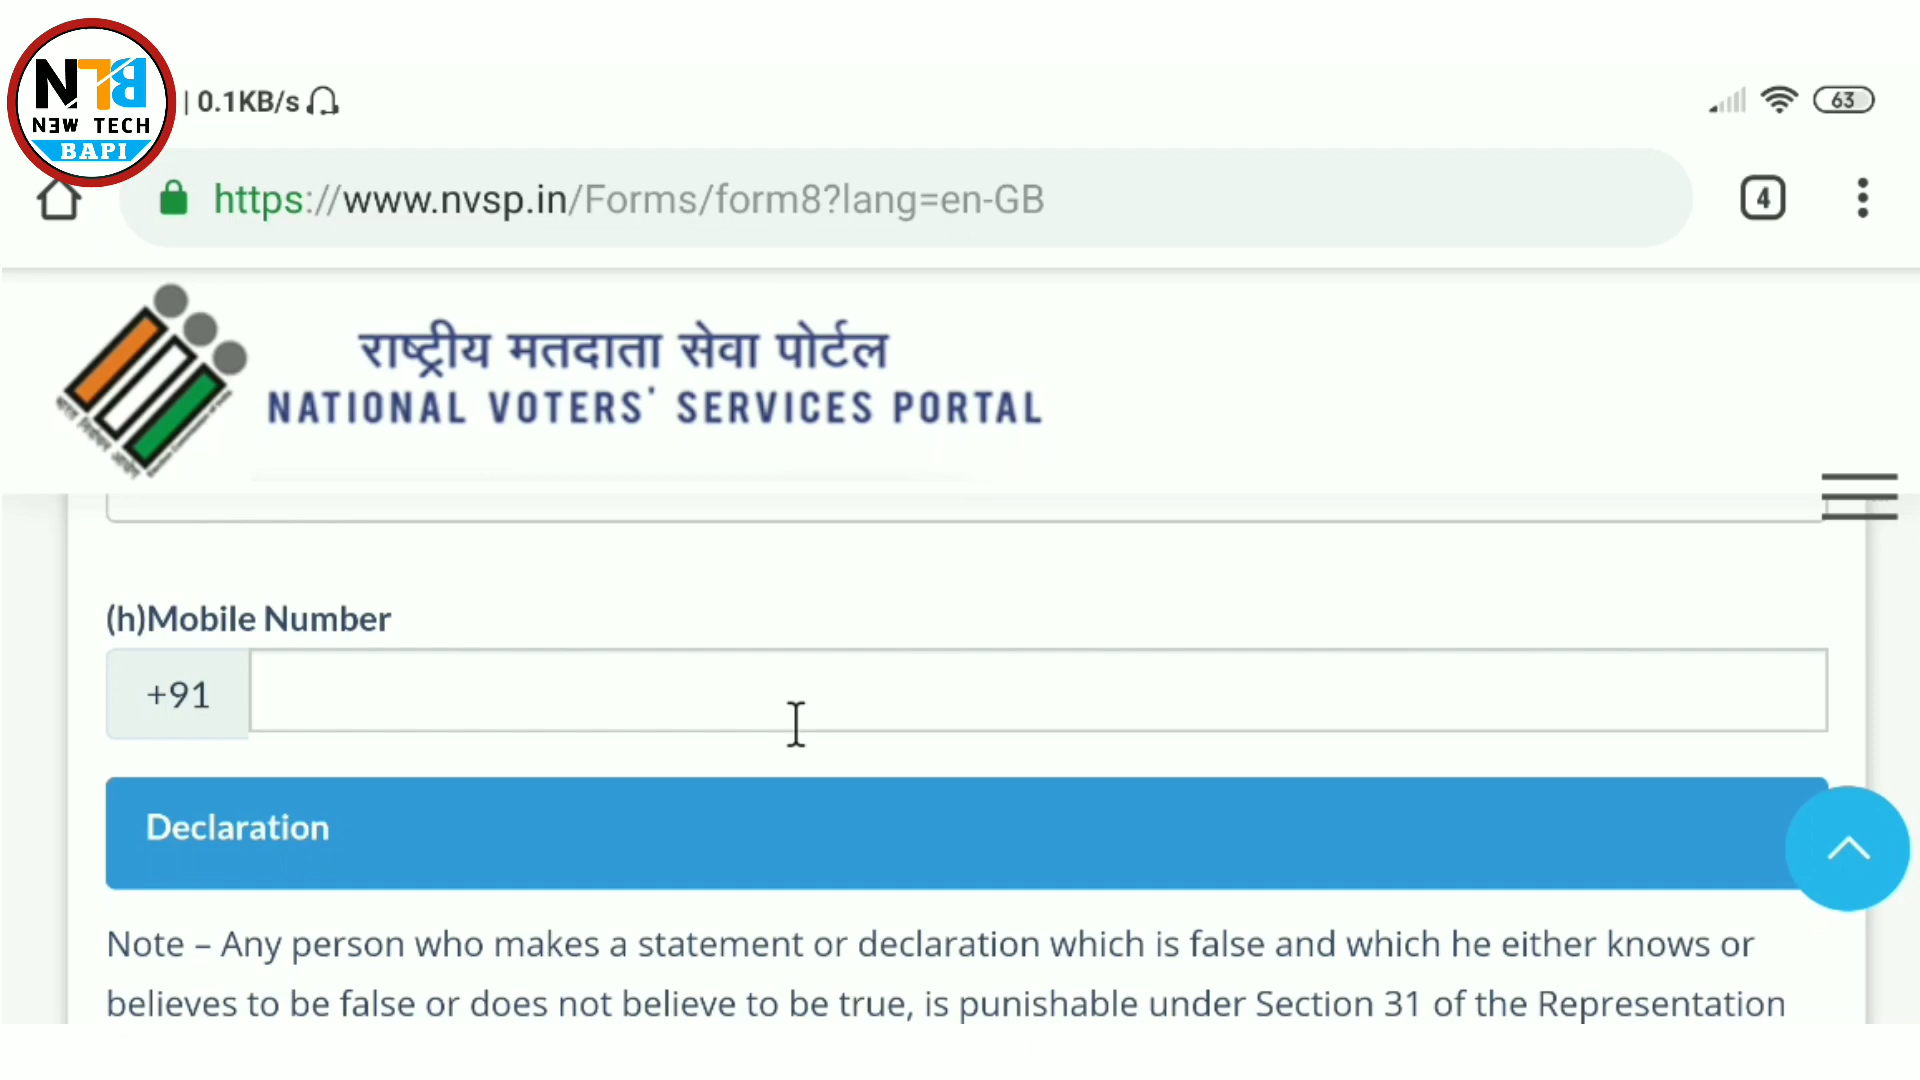 NTB
NEW TECH
BAPI
| 0.1KB/s
63
https://www.nvsp.in/Forms/form8?lang=en-GB
4
राष्ट्रीय मतदाता सेवा पोर्टल
NATIONAL VOTERS' SERVICES PORTAL
(h)Mobile Number
+91
Declaration
Note – Any person who makes a statement or declaration which is false and which he either knows or
believes to be false or does not believe to be true, is punishable under Section 31 of the Representation